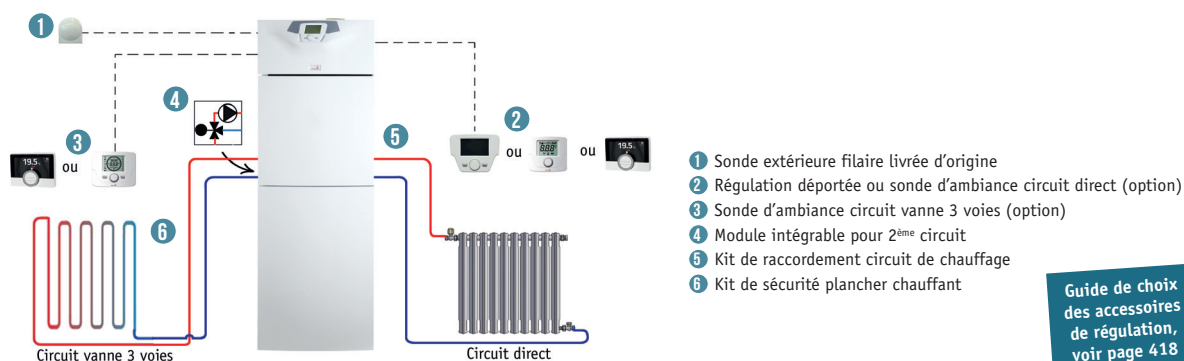 1
4
2
5
3
19.5
ou
ou
ou
19.5
6
Circuit vanne 3 voies
Circuit direct
1 Sonde extérieure filaire livrée d'origine
2 Régulation déportée ou sonde d'ambiance circuit direct (option)
3 Sonde d'ambiance circuit vanne 3 voies (option)
4 Module intégrable pour 2ème circuit
5 Kit de raccordement circuit de chauffage
6 Kit de sécurité plancher chauffant
Guide de choix
des accessoires
de régulation,
voir page 418